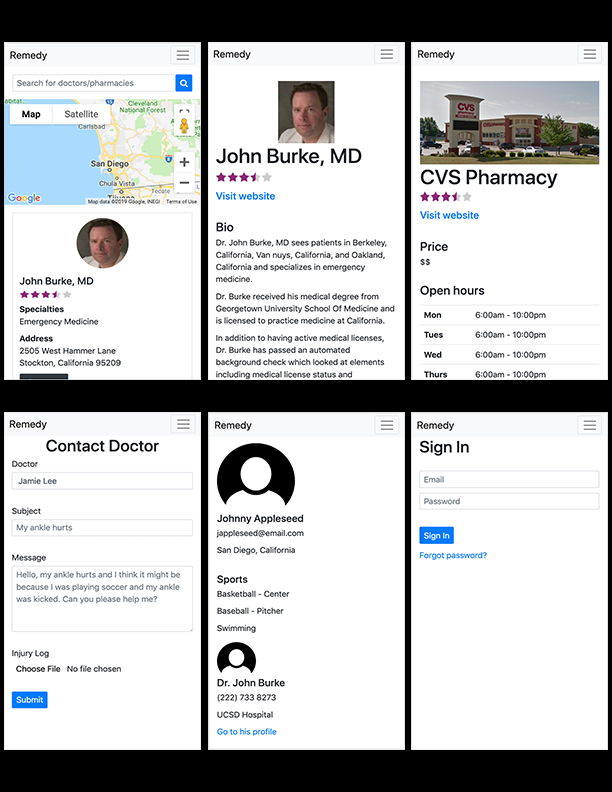 Remedy
Search for doctors/pharmacies
Map Satellite
Cleveland
National Forest
Carlsbad
San Diego
Chula Vista
Tecate
Google
Map data ©2019 Google, INEGI Terms of Use
John Burke, MD
Specialties
Emergency Medicine
Address
2505 West Hammer Lane
Stockton, California 95209
Remedy
John Burke, MD
Visit website
Bio
Dr. John Burke, MD sees patients in Berkeley,
California, Van nuys, California, and Oakland,
California and specializes in emergency
medicine.
Dr. Burke received his medical degree from
Georgetown University School Of Medicine and
is licensed to practice medicine at California.
In addition to having active medical licenses,
Dr. Burke has passed an automated
background check which looked at elements
including medical license status and
Remedy
CVS
pharmacy
CVS Pharmacy
Visit website
Price
$$
Open hours
Mon 6:00am - 10:00pm
Tues 6:00am - 10:00pm
Wed 6:00am - 10:00pm
Thurs 6:00am - 10:00pm
Remedy
Contact Doctor
Doctor
Jamie Lee
Subject
My ankle hurts
Message
Hello, my ankle hurts and I think it might be
because I was playing soccer and my ankle
was kicked. Can you please help me?
Injury Log
Choose File No file chosen
Submit
Remedy
Johnny Appleseed
jappleseed@email.com
San Diego, California
Sports
Basketball - Center
Baseball - Pitcher
Swimming
Dr. John Burke
(222) 733 8273
UCSD Hospital
Go to his profile
Remedy
Sign In
Email
Password
Sign In
Forgot password?